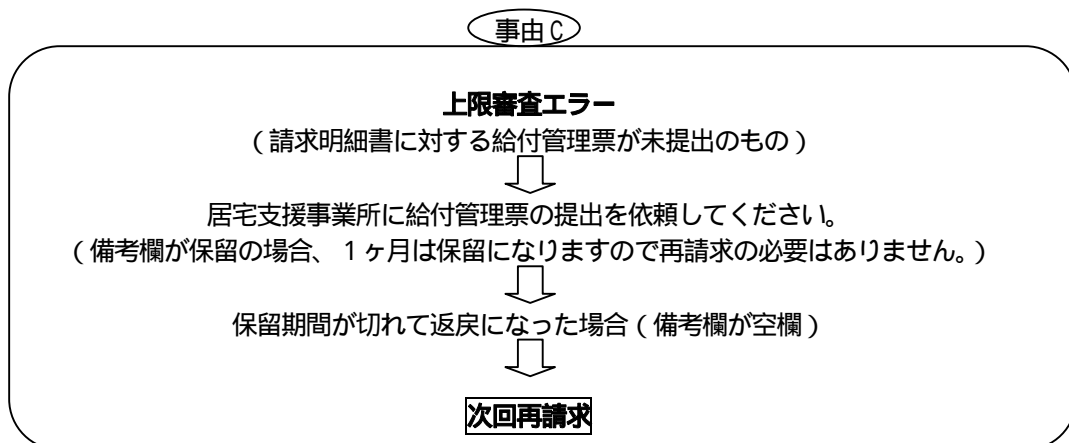 事由C
上限審査エラー
(請求明細書に対する給付管理票が未提出のもの)
居宅支援事業所に給付管理票の提出を依頼してください。
(備考欄が保留の場合、1ヶ月は保留になりますので再請求の必要はありません。)
保留期間が切れて返戻になった場合(備考欄が空欄)
次回再請求